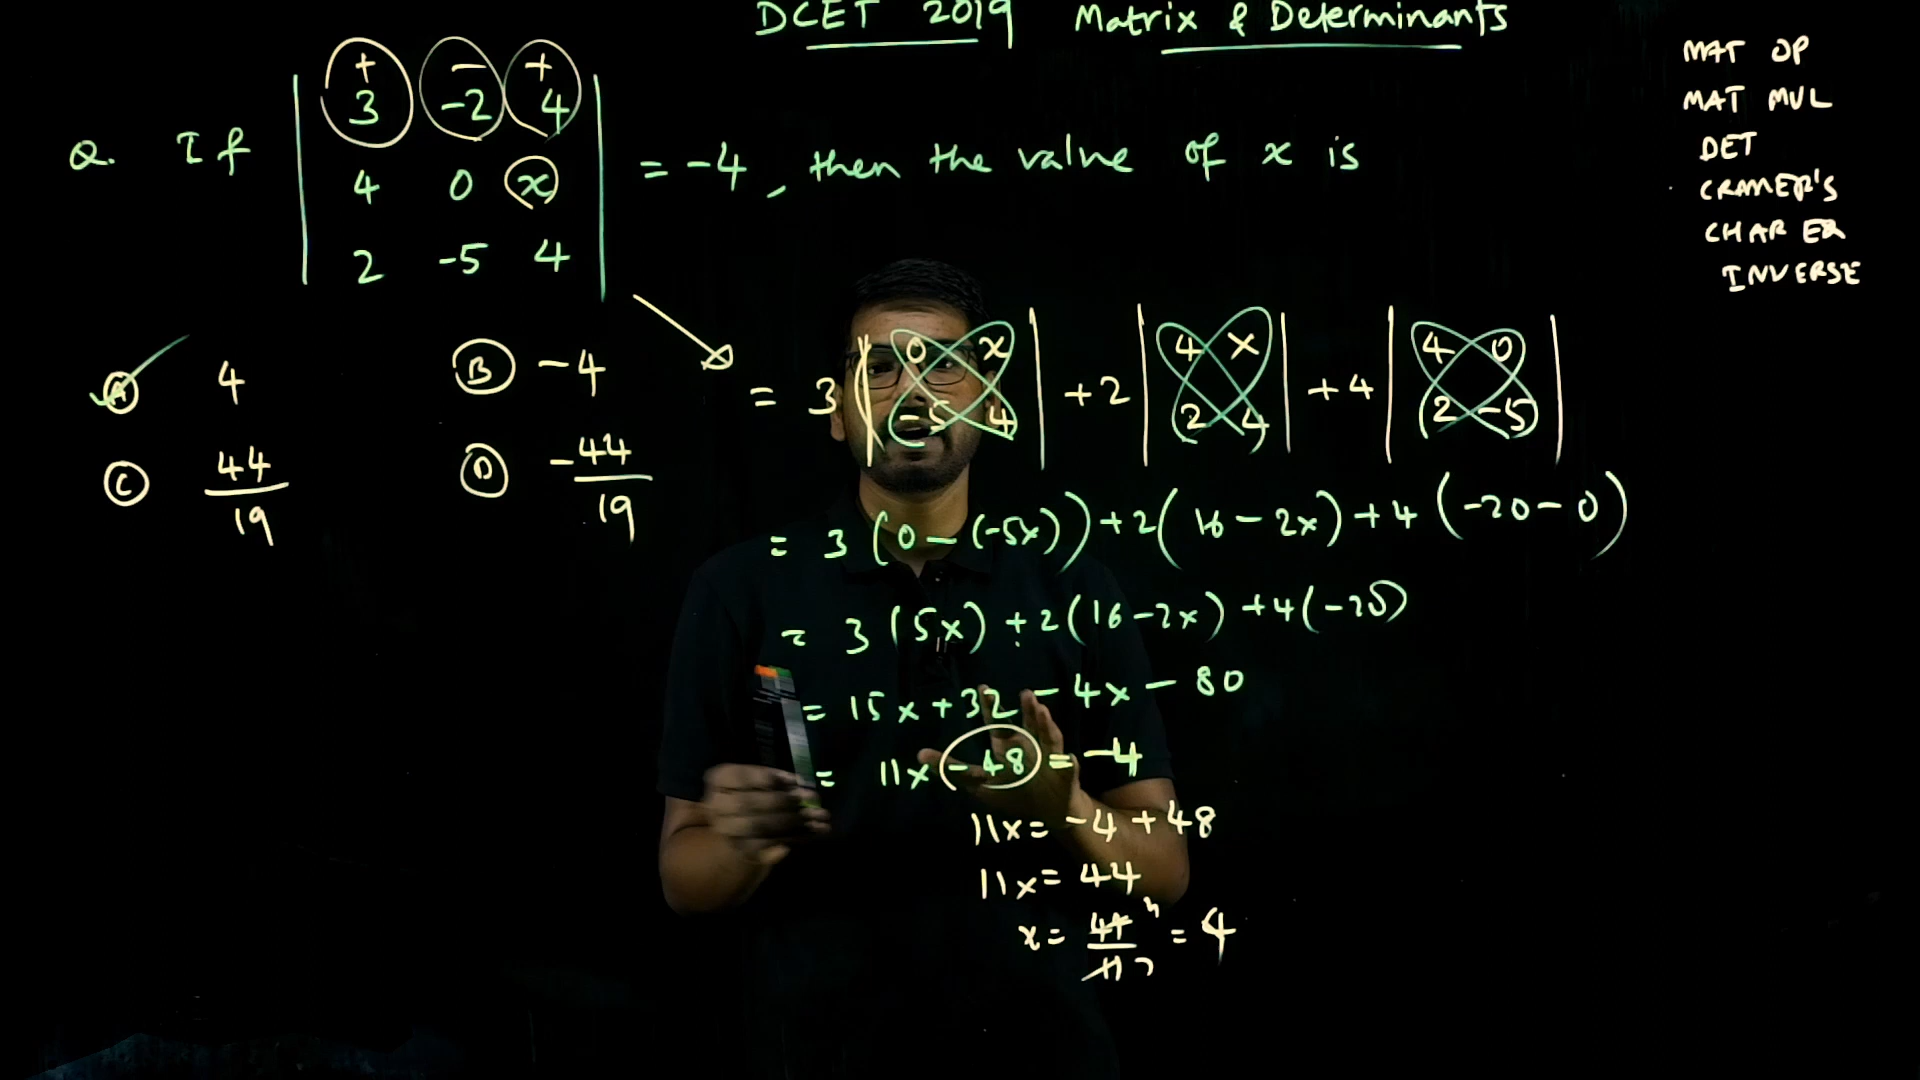 DCET 2019 Matrix & Determinants
+ − +
3 -2 4
Q. If 4 0 x = -4, then the value of x is
2 -5 4
MAT OP
MAT MUL
DET
CRAMER'S
CHAR EQ
INVERSE
A 4 B -4
C 44/19 D -44/19
= 3 | 0 x | + 2 | 4 x | + 4 | 4 0 |
| -5 4 | | 2 4 | | 2 -5 |
= 3 (0 - (-5x)) + 2(16 - 2x) + 4(-20 - 0)
= 3 (5x) + 2(16 - 2x) + 4(-20)
= 15x + 32 - 4x - 80
= 11x - 48 = -4
11x = -4 + 48
11x = 44
x = 44/11 = 4